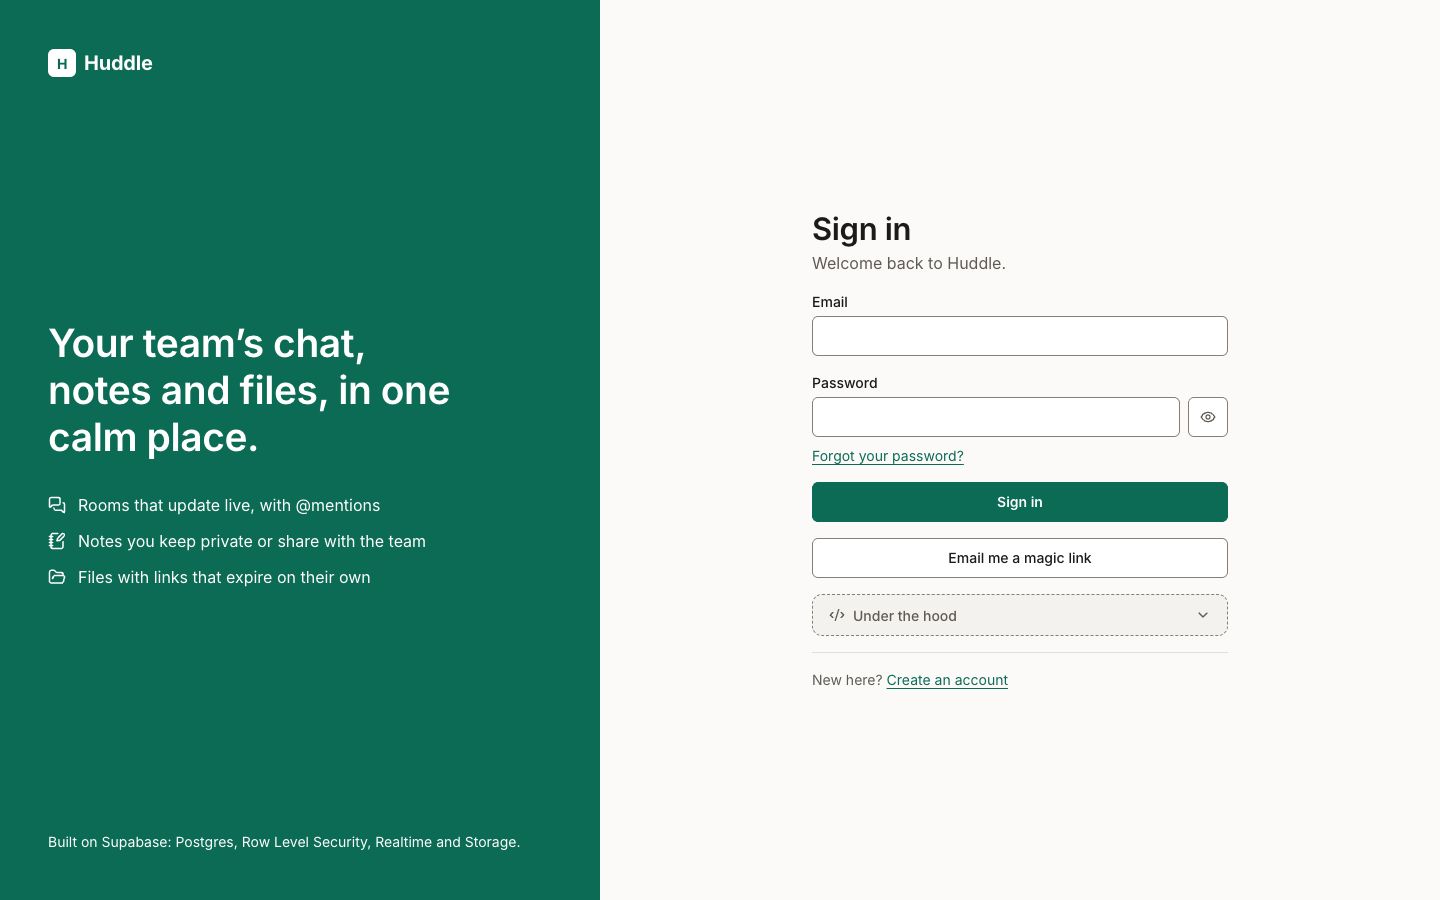 H Huddle
Your team’s chat,
notes and files, in one
calm place.
Rooms that update live, with @mentions
Notes you keep private or share with the team
Files with links that expire on their own
Built on Supabase: Postgres, Row Level Security, Realtime and Storage.
Sign in
Welcome back to Huddle.
Email
Password
Forgot your password?
Sign in
Email me a magic link
Under the hood
New here? Create an account